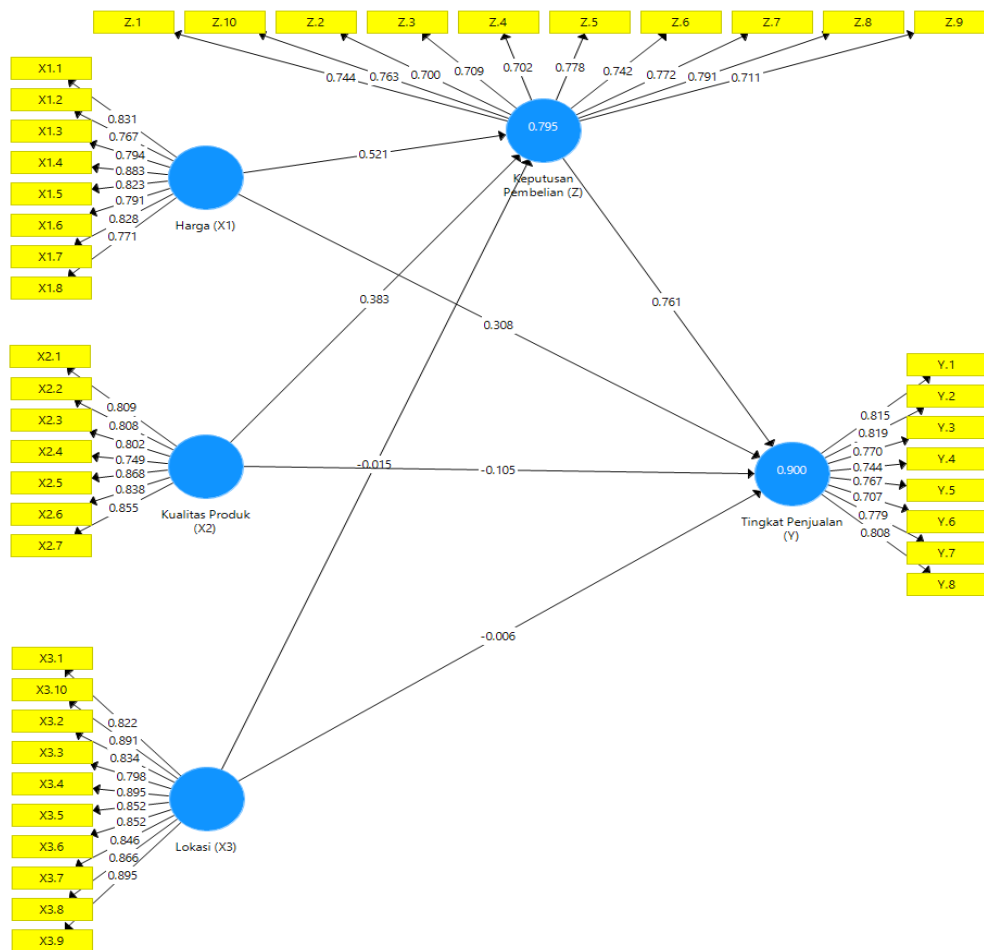 Z.1
Z.10
Z.2
Z.3
Z.4
Z.5
Z.6
Z.7
Z.8
Z.9
0.744
0.763
0.700
0.709
0.702
0.778
0.742
0.772
0.791
0.711
0.795
Keputusan
Pembelian (Z)
X1.1
X1.2
X1.3
X1.4
X1.5
X1.6
X1.7
X1.8
0.831
0.767
0.794
0.883
0.823
0.791
0.828
0.771
Harga (X1)
0.521
0.383
0.308
0.761
X2.1
X2.2
X2.3
X2.4
X2.5
X2.6
X2.7
0.809
0.808
0.802
0.749
0.868
0.838
0.855
Kualitas Produk
(X2)
-0.015
-0.105
0.900
Tingkat Penjualan
(Y)
0.815
0.819
0.770
0.744
0.767
0.707
0.779
0.808
Y.1
Y.2
Y.3
Y.4
Y.5
Y.6
Y.7
Y.8
-0.006
X3.1
X3.10
X3.2
X3.3
X3.4
X3.5
X3.6
X3.7
X3.8
X3.9
0.822
0.891
0.834
0.798
0.895
0.852
0.852
0.846
0.866
0.895
Lokasi (X3)